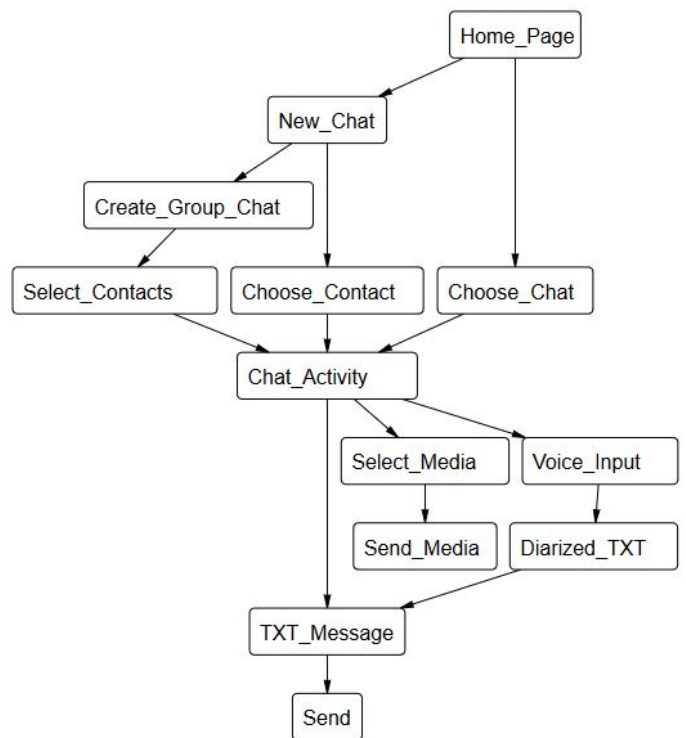 Home_Page
New_Chat
Create_Group_Chat
Select_Contacts
Choose_Contact
Choose_Chat
Chat_Activity
Select_Media
Voice_Input
Send_Media
Diarized_TXT
TXT_Message
Send